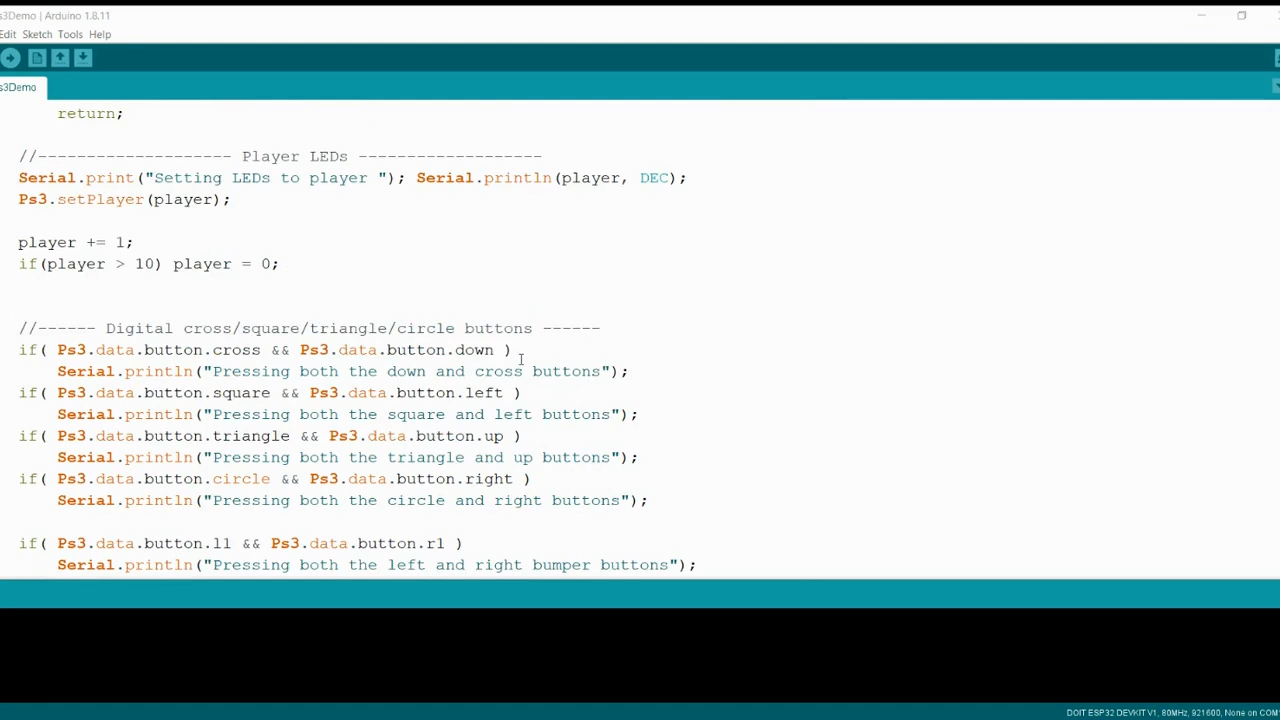 s3Demo | Arduino 1.8.11
Edit Sketch Tools Help
s3Demo
return;
//-------------------- Player LEDs -------------------
Serial.print("Setting LEDs to player "); Serial.println(player, DEC);
Ps3.setPlayer(player);
player += 1;
if(player > 10) player = 0;
//------ Digital cross/square/triangle/circle buttons ------
if( Ps3.data.button.cross && Ps3.data.button.down )
Serial.println("Pressing both the down and cross buttons");
if( Ps3.data.button.square && Ps3.data.button.left )
Serial.println("Pressing both the square and left buttons");
if( Ps3.data.button.triangle && Ps3.data.button.up )
Serial.println("Pressing both the triangle and up buttons");
if( Ps3.data.button.circle && Ps3.data.button.right )
Serial.println("Pressing both the circle and right buttons");
if( Ps3.data.button.l1 && Ps3.data.button.r1 )
Serial.println("Pressing both the left and right bumper buttons");
DOIT ESP32 DEVKIT V1, 80MHz, 921600, None on COM